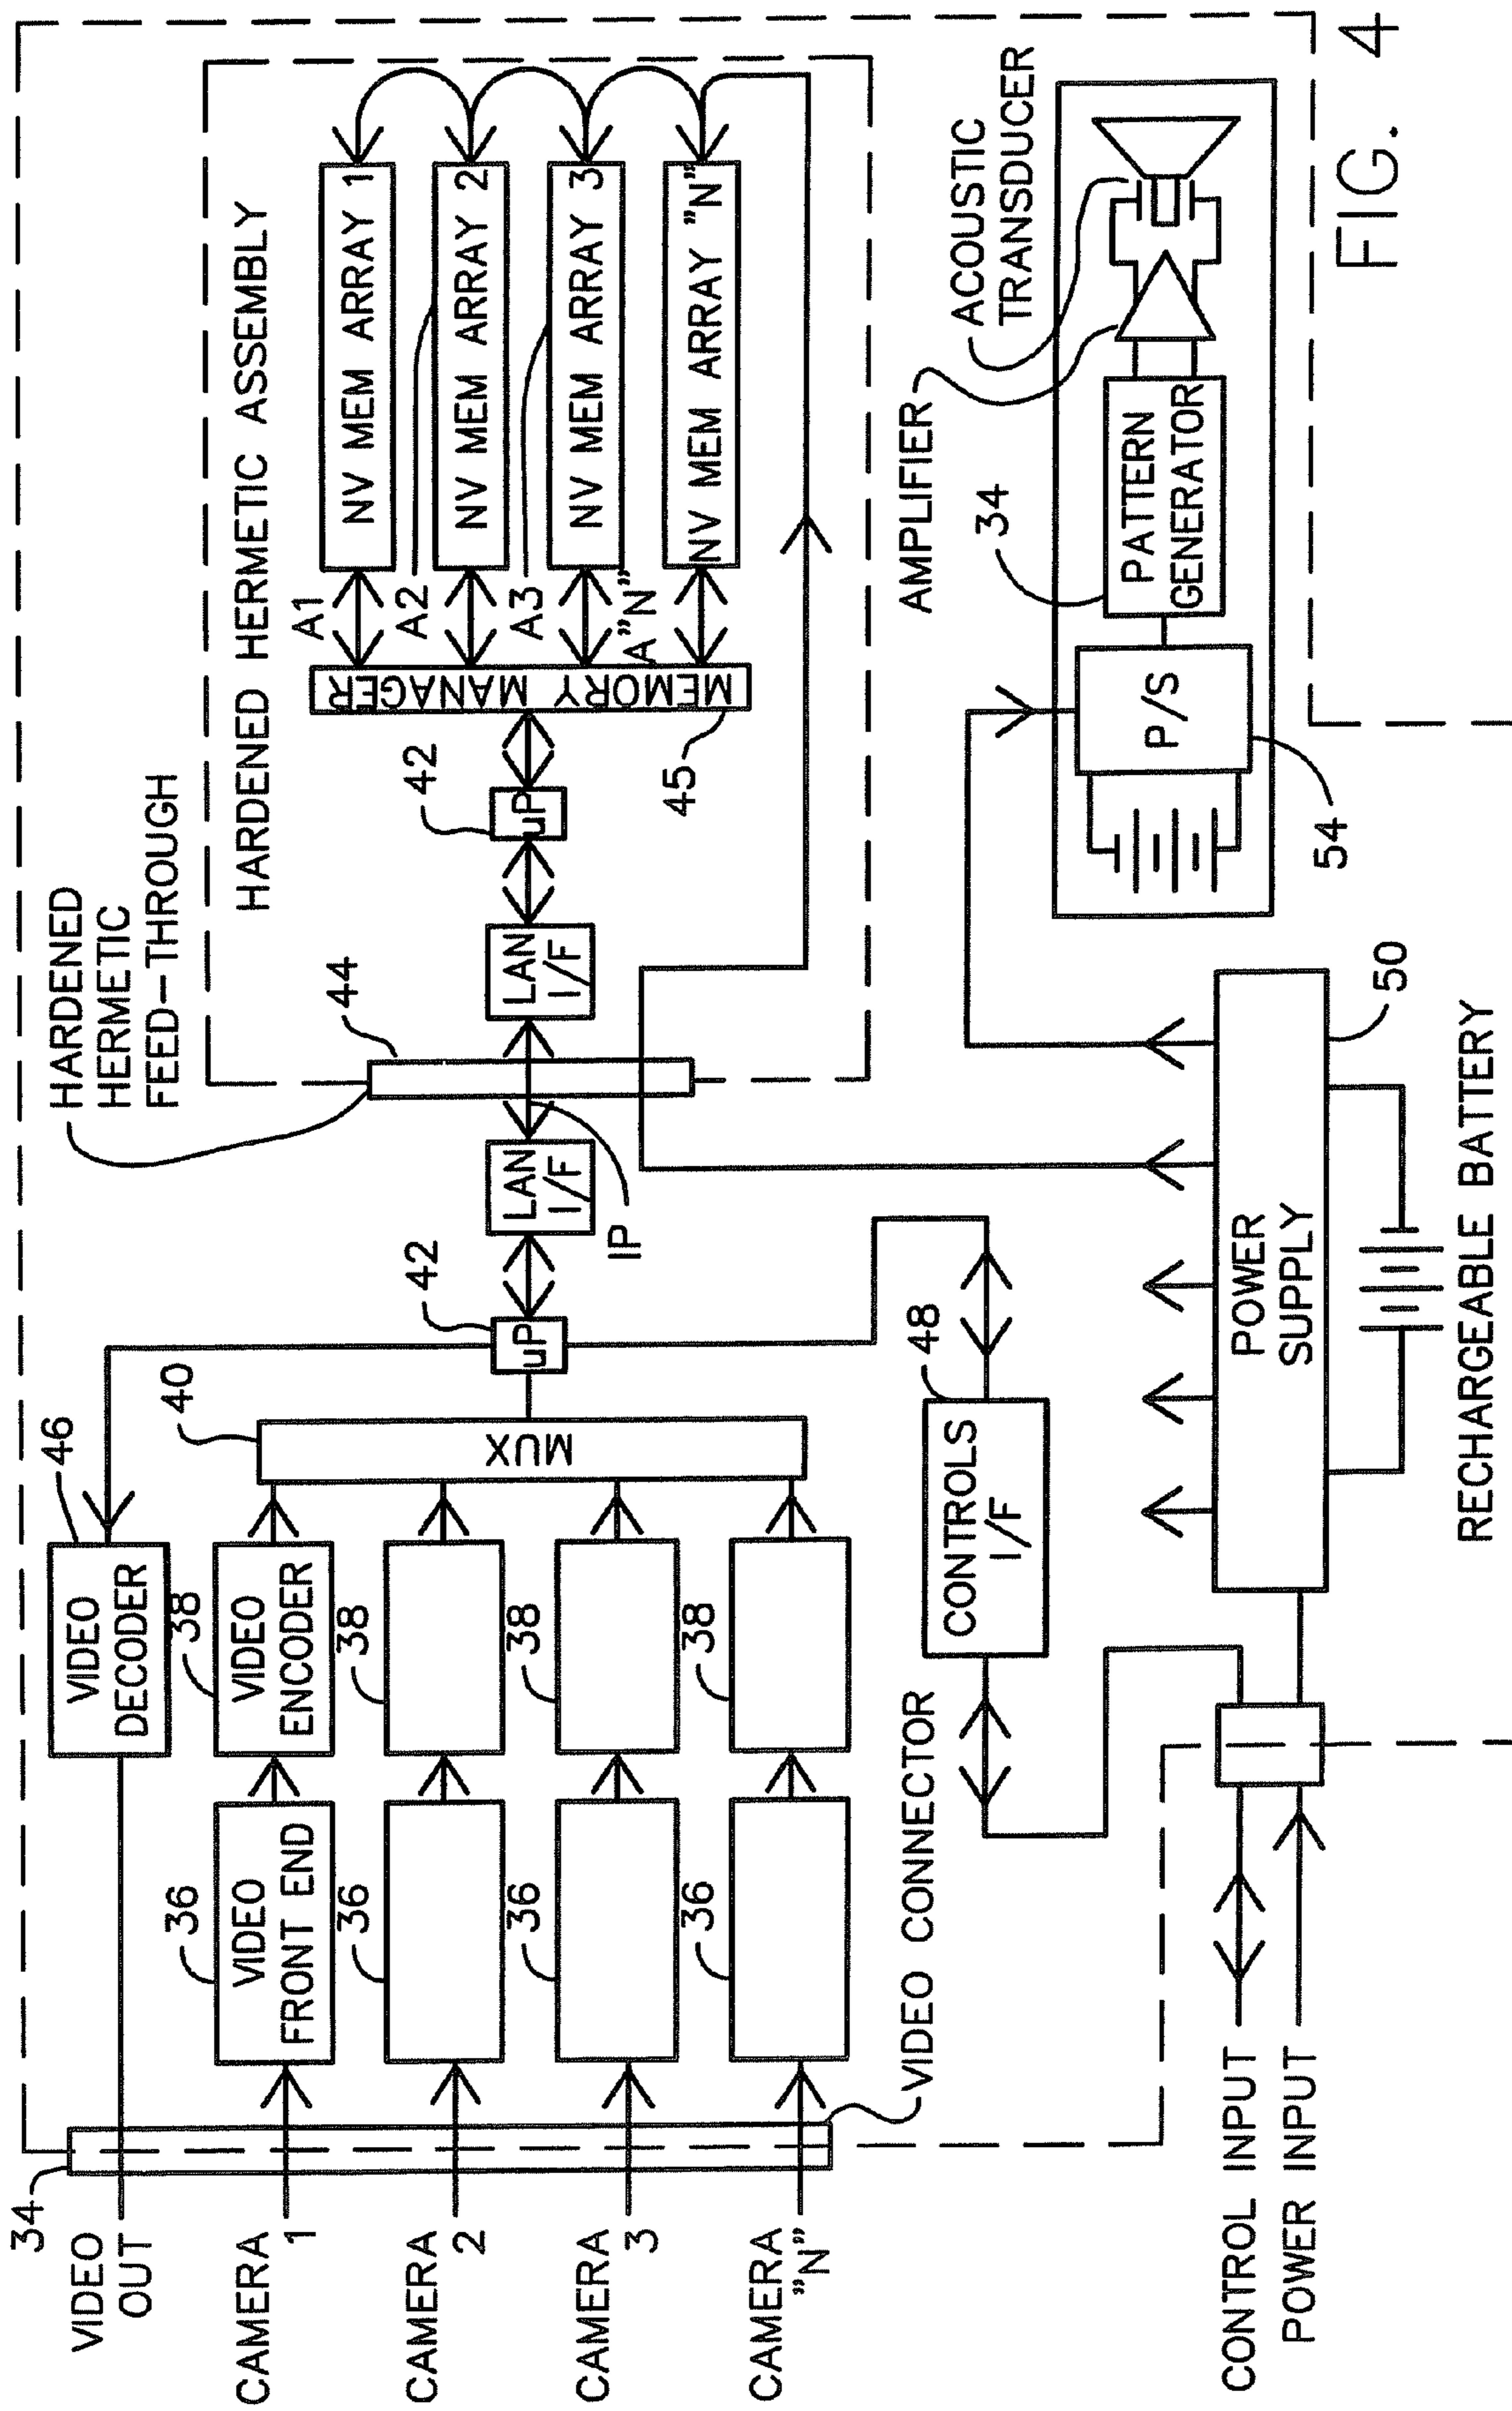 HARDENED
HERMETIC
FEED-THROUGH
HARDENED HERMETIC ASSEMBLY
46
VIDEO
DECODER
40
34
VIDEO
OUT
CAMERA
1
36
VIDEO
FRONT END
38
VIDEO
ENCODER
CAMERA
2
36
38
CAMERA
3
36
38
CAMERA
"N"
36
38
MUX
42
uP
LAN
I/F
IP
44
LAN
I/F
42
uP
MEMORY MANAGER
45
A1
NV MEM ARRAY 1
A2
NV MEM ARRAY 2
A3
NV MEM ARRAY 3
A"N"
NV MEM ARRAY "N"
VIDEO CONNECTOR
48
CONTROLS
I/F
AMPLIFIER
ACOUSTIC
TRANSDUCER
34
PATTERN
GENERATOR
P/S
54
CONTROL INPUT
POWER INPUT
POWER
SUPPLY
50
RECHARGEABLE BATTERY
FIG. 4